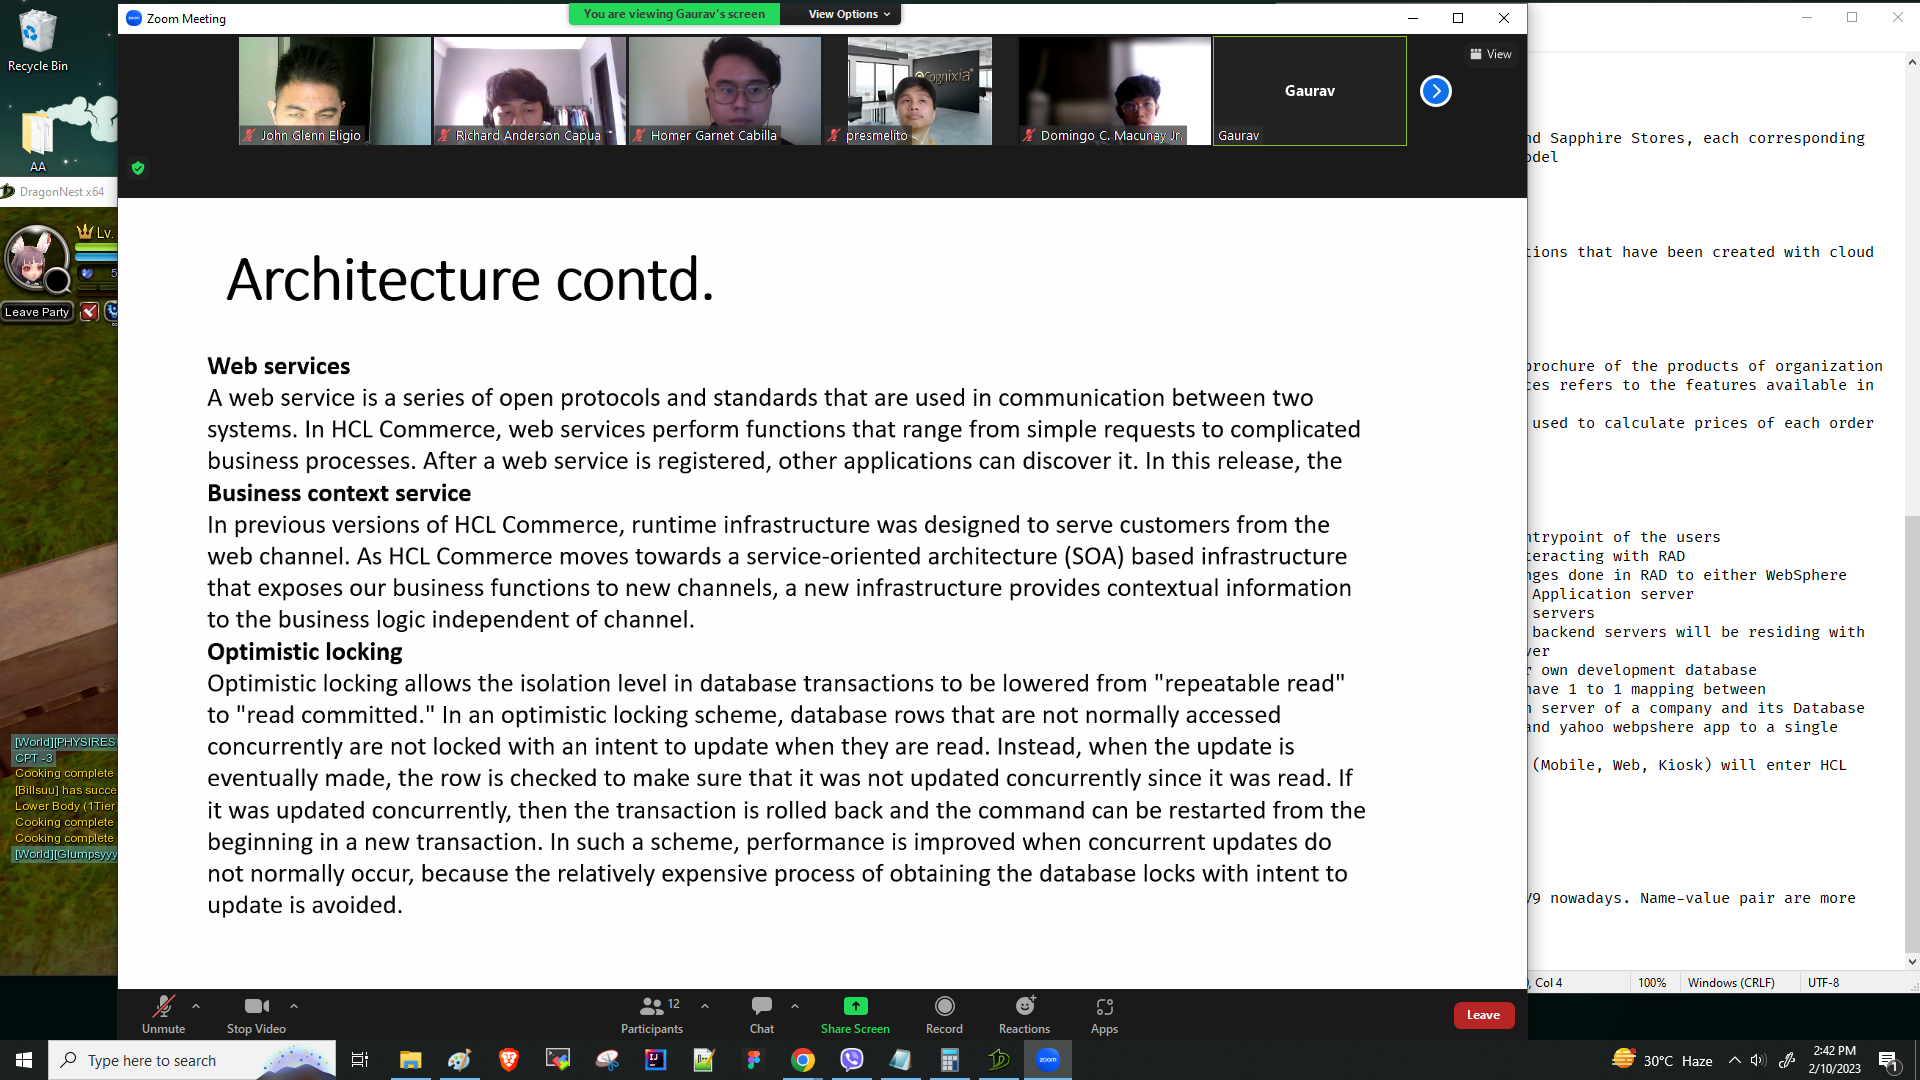 Recycle Bin
AA
DragonNest x64
Lv.
5
Leave Party
[World][PHYSIRES
CPT -3
Cooking complete
[Billsuu] has succe
Lower Body (1Tier
Cooking complete
Cooking complete
[World][Glumpsyyy
Zoom Meeting
You are viewing Gaurav's screen
View Options
View
Cognixia
John Glenn Eligio
Richard Anderson Capua
Homer Garnet Cabilla
presmelito
Domingo C. Macunay Jr.
Gaurav
Gaurav
Architecture contd.
Web services
A web service is a series of open protocols and standards that are used in communication between two
systems. In HCL Commerce, web services perform functions that range from simple requests to complicated
business processes. After a web service is registered, other applications can discover it. In this release, the
Business context service
In previous versions of HCL Commerce, runtime infrastructure was designed to serve customers from the
web channel. As HCL Commerce moves towards a service-oriented architecture (SOA) based infrastructure
that exposes our business functions to new channels, a new infrastructure provides contextual information
to the business logic independent of channel.
Optimistic locking
Optimistic locking allows the isolation level in database transactions to be lowered from "repeatable read"
to "read committed." In an optimistic locking scheme, database rows that are not normally accessed
concurrently are not locked with an intent to update when they are read. Instead, when the update is
eventually made, the row is checked to make sure that it was not updated concurrently since it was read. If
it was updated concurrently, then the transaction is rolled back and the command can be restarted from the
beginning in a new transaction. In such a scheme, performance is improved when concurrent updates do
not normally occur, because the relatively expensive process of obtaining the database locks with intent to
update is avoided.
Sapphire Stores, each corresponding
that have been created with cloud
of the products of organization
refers to the features available in
used to calculate prices of each order
of the users
with RAD
done in RAD to either WebSphere
Application server
servers
backend servers will be residing with
own development database
1 to 1 mapping between
server of a company and its Database
yahoo webpshere app to a single
(Mobile, Web, Kiosk) will enter HCL
nowadays. Name-value pair are more
Col 4
100%
Windows (CRLF)
UTF-8
Unmute
Stop Video
12
Participants
Chat
Share Screen
Record
Reactions
Apps
Leave
Type here to search
zoom
30°C Haze
2:42 PM
2/10/2023
1